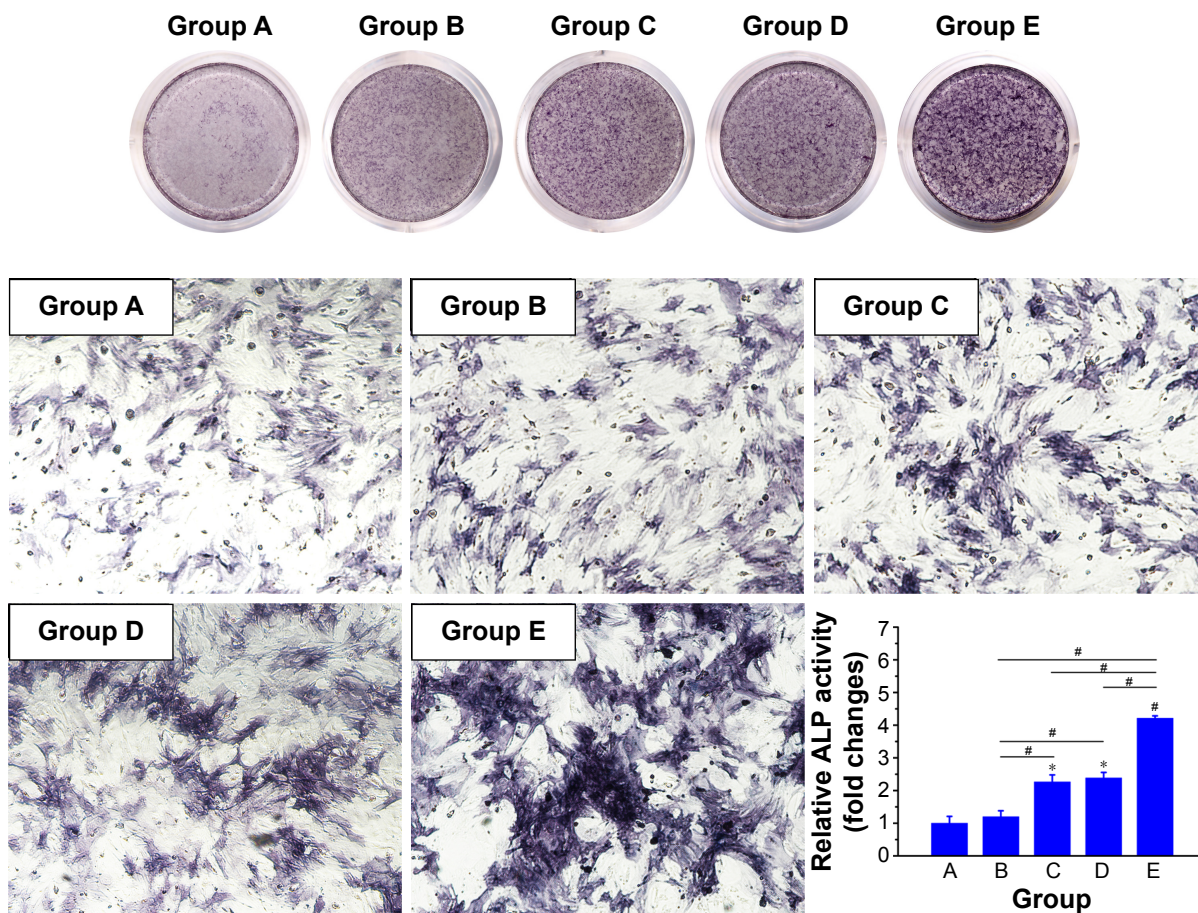 Group A
Group B
Group C
Group D
Group E
Group A
Group B
Group C
Group D
Group E
Relative ALP activity
(fold changes)
7
6
5
4
3
2
1
0
#
#
#
#
#
#
*
*
A
B
C
D
E
Group